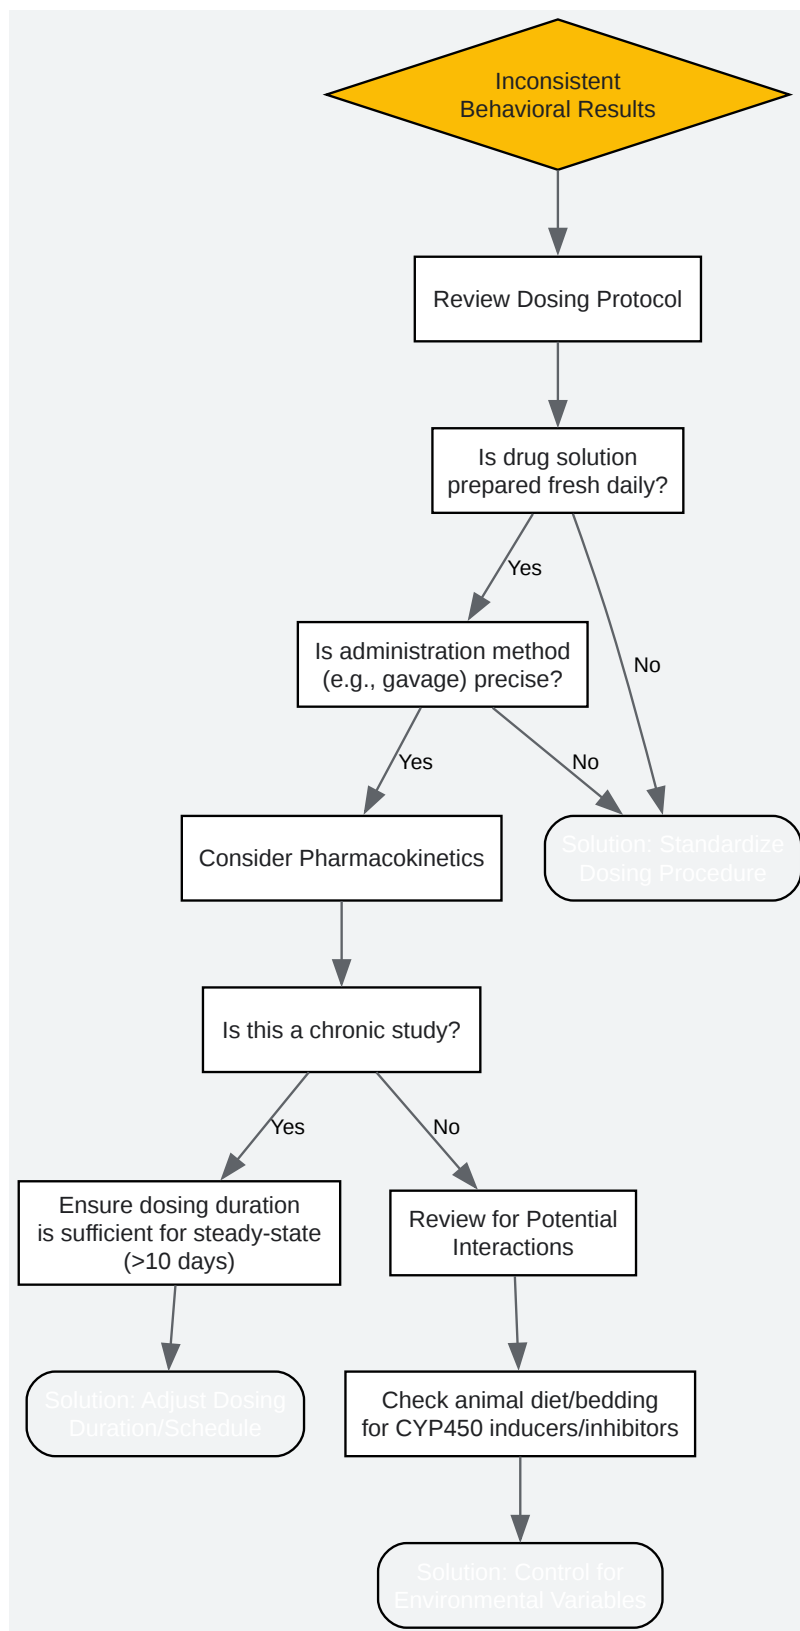 Inconsistent
Behavioral Results
Review Dosing Protocol
Is drug solution
prepared fresh daily?
Yes
No
Is administration method
(e.g., gavage) precise?
Yes
No
Consider Pharmacokinetics
Solution: Standardize
Dosing Procedure
Is this a chronic study?
Yes
No
Ensure dosing duration
is sufficient for steady-state
(>10 days)
Review for Potential
Interactions
Solution: Adjust Dosing
Duration/Schedule
Check animal diet/bedding
for CYP450 inducers/inhibitors
Solution: Control for
Environmental Variables